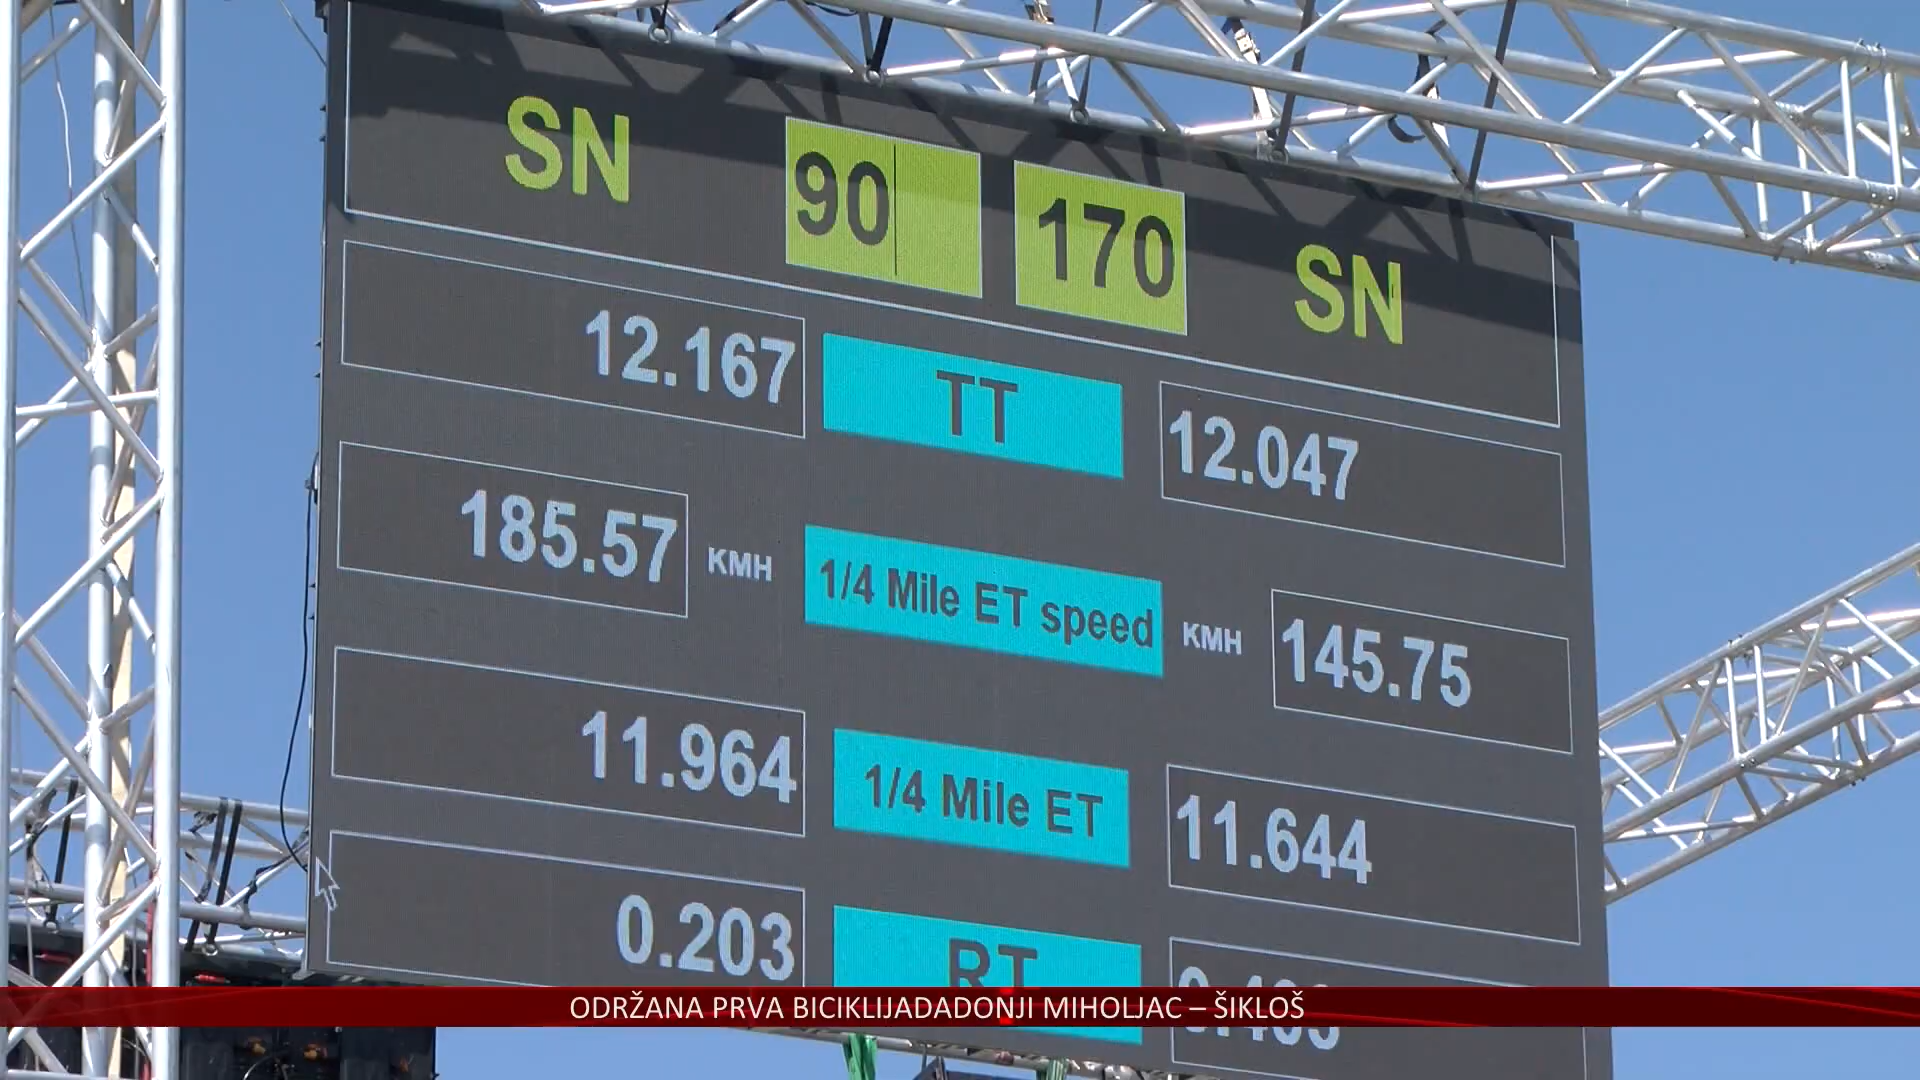 SN 90 170 SN
12.167 TT 12.047
185.57 KMH 1/4 Mile ET speed KMH 145.75
11.964 1/4 Mile ET 11.644
0.203 RT
ODRŽANA PRVA BICIKLIJADADONJI MIHOLJAC – ŠIKLOŠ